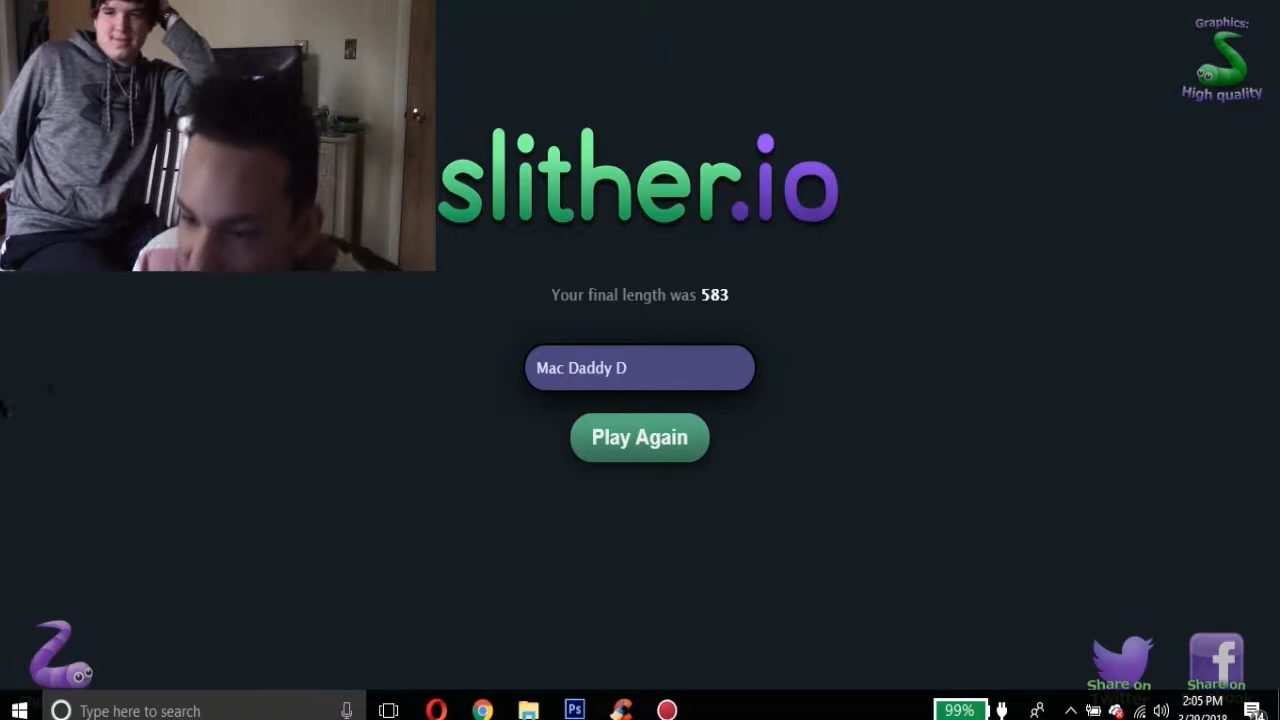 Graphics:
High quality
slither.io
Your final length was 583
Mac Daddy D
Play Again
Share on
Share on
f
Ps
Type here to search
99%
2:05 PM